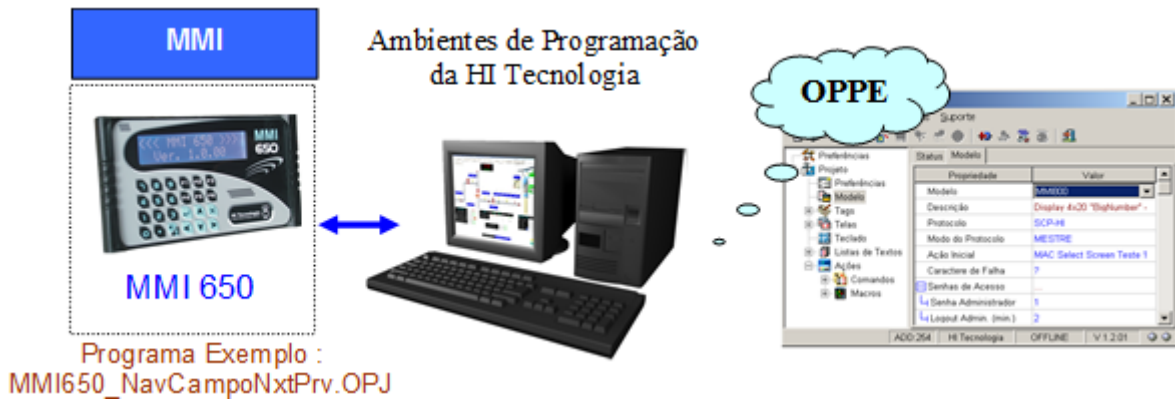 MMI
Ambientes de Programação
da HI Tecnologia
OPPE
<<< MMI 650 >>>
Ver. 1.0.00
MMI
650
MMI 650
Programa Exemplo :
MMI650_NavCampoNxtPrv.OPJ
Suporte
Preferências
Projeto
Preferências
Modelo
Tags
Telas
Teclado
Listas de Textos
Ações
Comandos
Macros
Status Modelo
Propriedade Valor
Modelo MMI800
Descrição Display 4x20 "BigNumber" -
Protocolo SCP-HI
Modo do Protocolo MESTRE
Ação Inicial MAC Select Screen Teste 1
Caractere de Falha ?
Senhas de Acesso ...
Senha Administrador 1
Logout Admin. (min.) 2
ADD 254 HI Tecnologia OFFLINE V 1.2.01